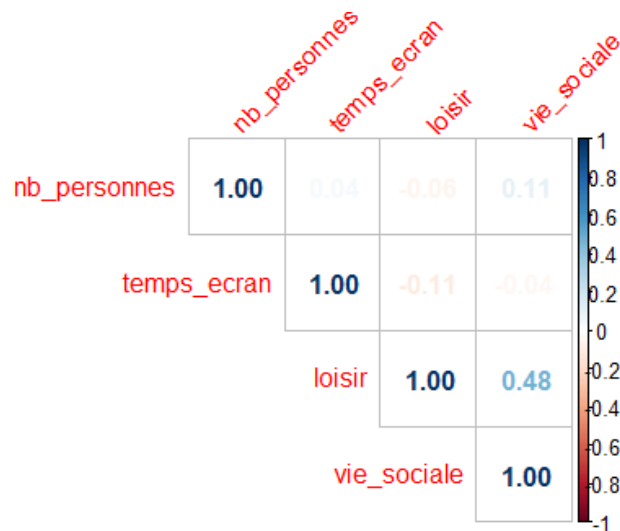 nb_personnes temps_ecran loisir vie_sociale
nb_personnes 1.00 0.04 -0.06 0.11
temps_ecran 1.00 -0.11 -0.04
loisir 1.00 0.48
vie_sociale 1.00
1
0.8
0.6
0.4
0.2
0
-0.2
-0.4
-0.6
-0.8
-1